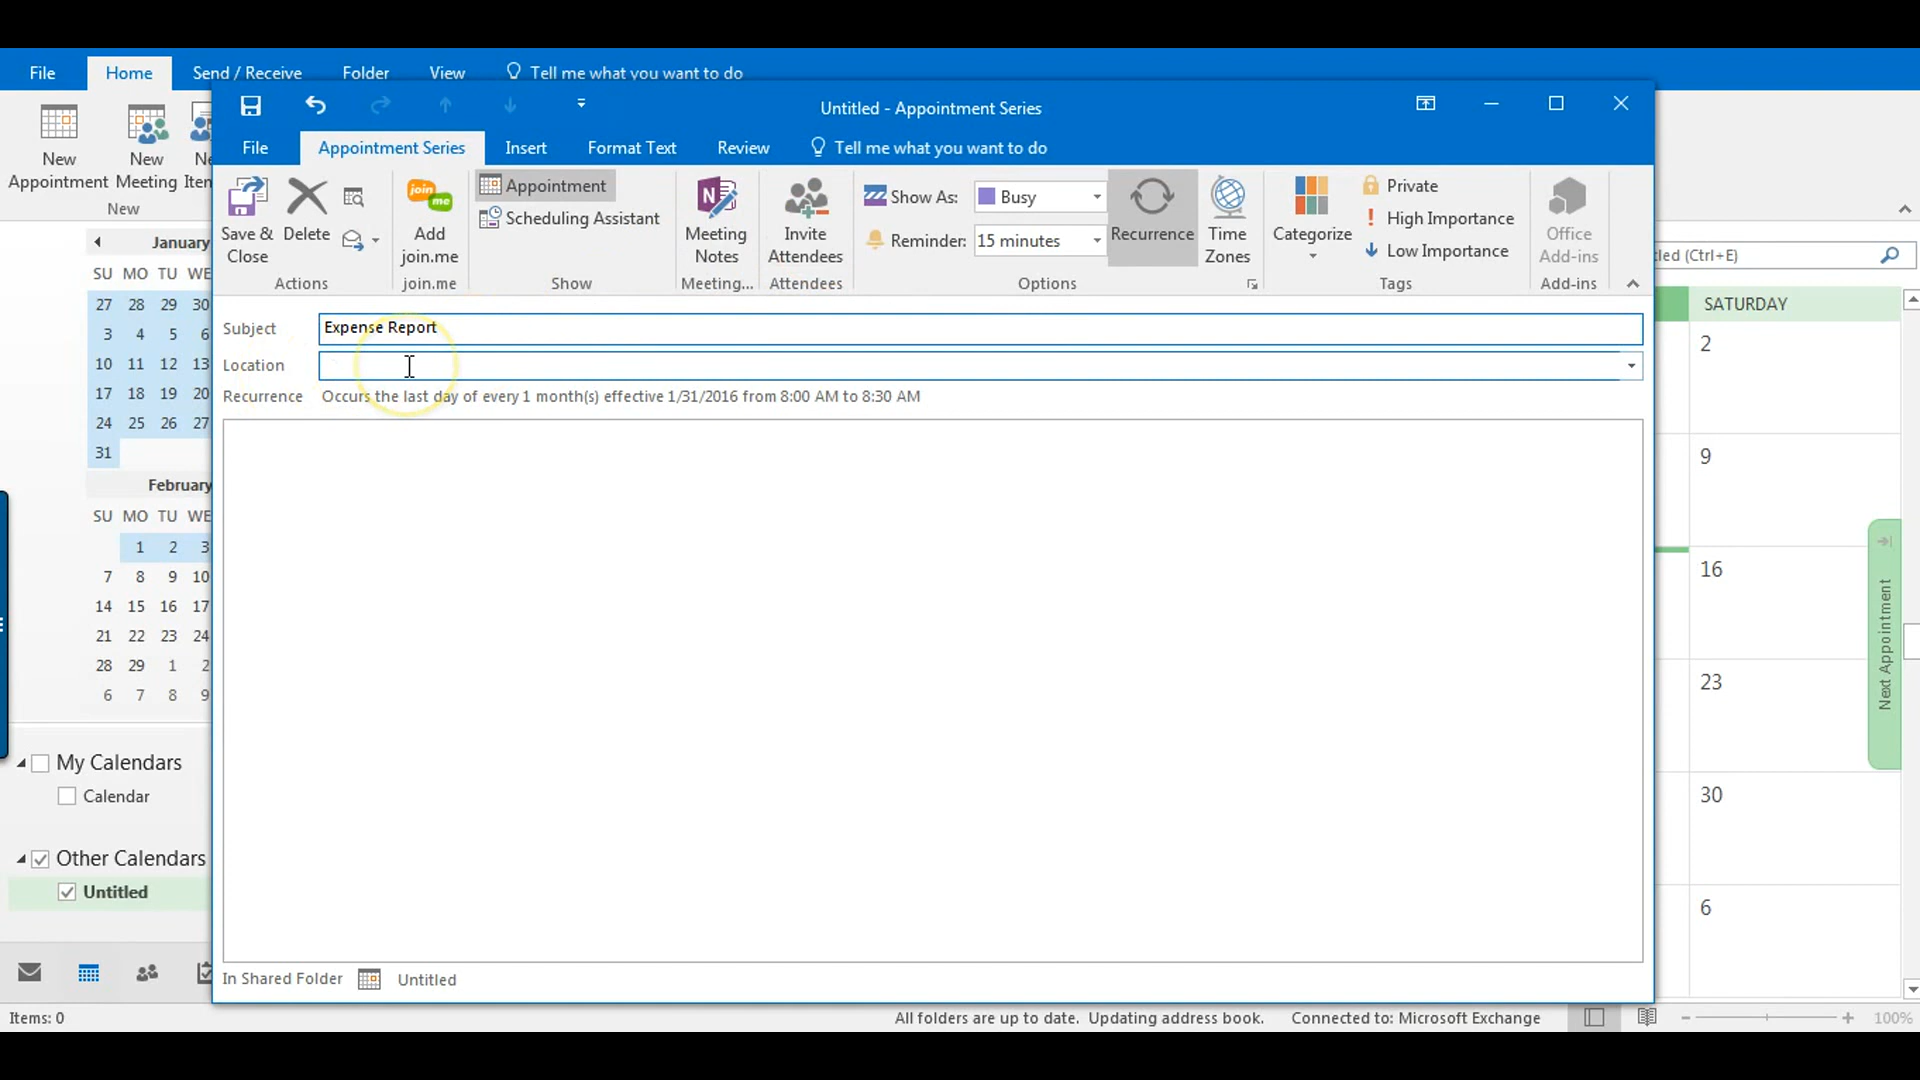 File Home Send / Receive Folder View Tell me what you want to do
Untitled - Appointment Series
File Appointment Series Insert Format Text Review Tell me what you want to do
New Appointment
New Meeting
New
Save & Close
Delete
Actions
join me
Add join.me
join.me
Appointment
Scheduling Assistant
Show
N
Meeting Notes
Meeting...
Invite Attendees
Attendees
Show As: Busy
Reminder: 15 minutes
Recurrence
Time Zones
Options
Categorize
Private
High Importance
Low Importance
Tags
Office Add-ins
Add-ins
(Ctrl+E)
Subject Expense Report
Location
Recurrence Occurs the last day of every 1 month(s) effective 1/31/2016 from 8:00 AM to 8:30 AM
January
SU MO TU WE
27 28 29 30
3 4 5 6
10 11 12 13
17 18 19 20
24 25 26 27
31
February
SU MO TU WE
1 2 3
7 8 9 10
14 15 16 17
21 22 23 24
28 29 1 2
6 7 8 9
My Calendars
Calendar
Other Calendars
Untitled
SATURDAY
2
9
16
23
30
6
Next Appointment
In Shared Folder Untitled
Items: 0 All folders are up to date. Updating address book. Connected to: Microsoft Exchange 100%